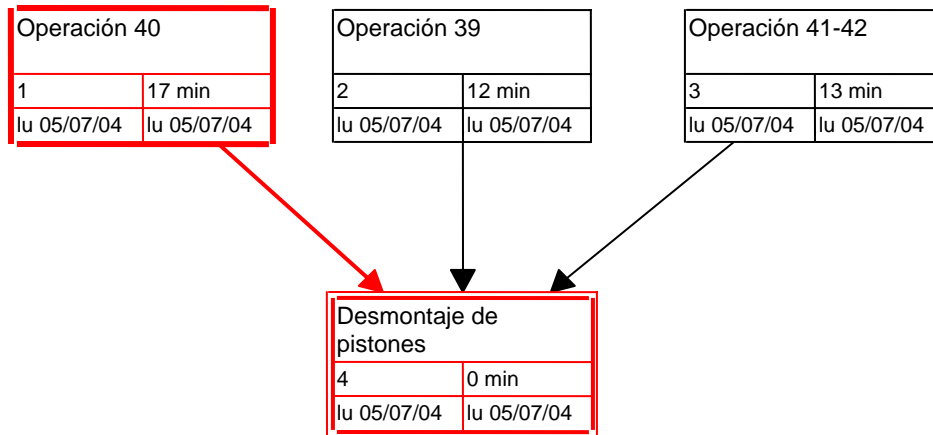 Operación 40
1 17 min
lu 05/07/04 lu 05/07/04
Operación 39
2 12 min
lu 05/07/04 lu 05/07/04
Operación 41-42
3 13 min
lu 05/07/04 lu 05/07/04
Desmontaje de
pistones
4 0 min
lu 05/07/04 lu 05/07/04